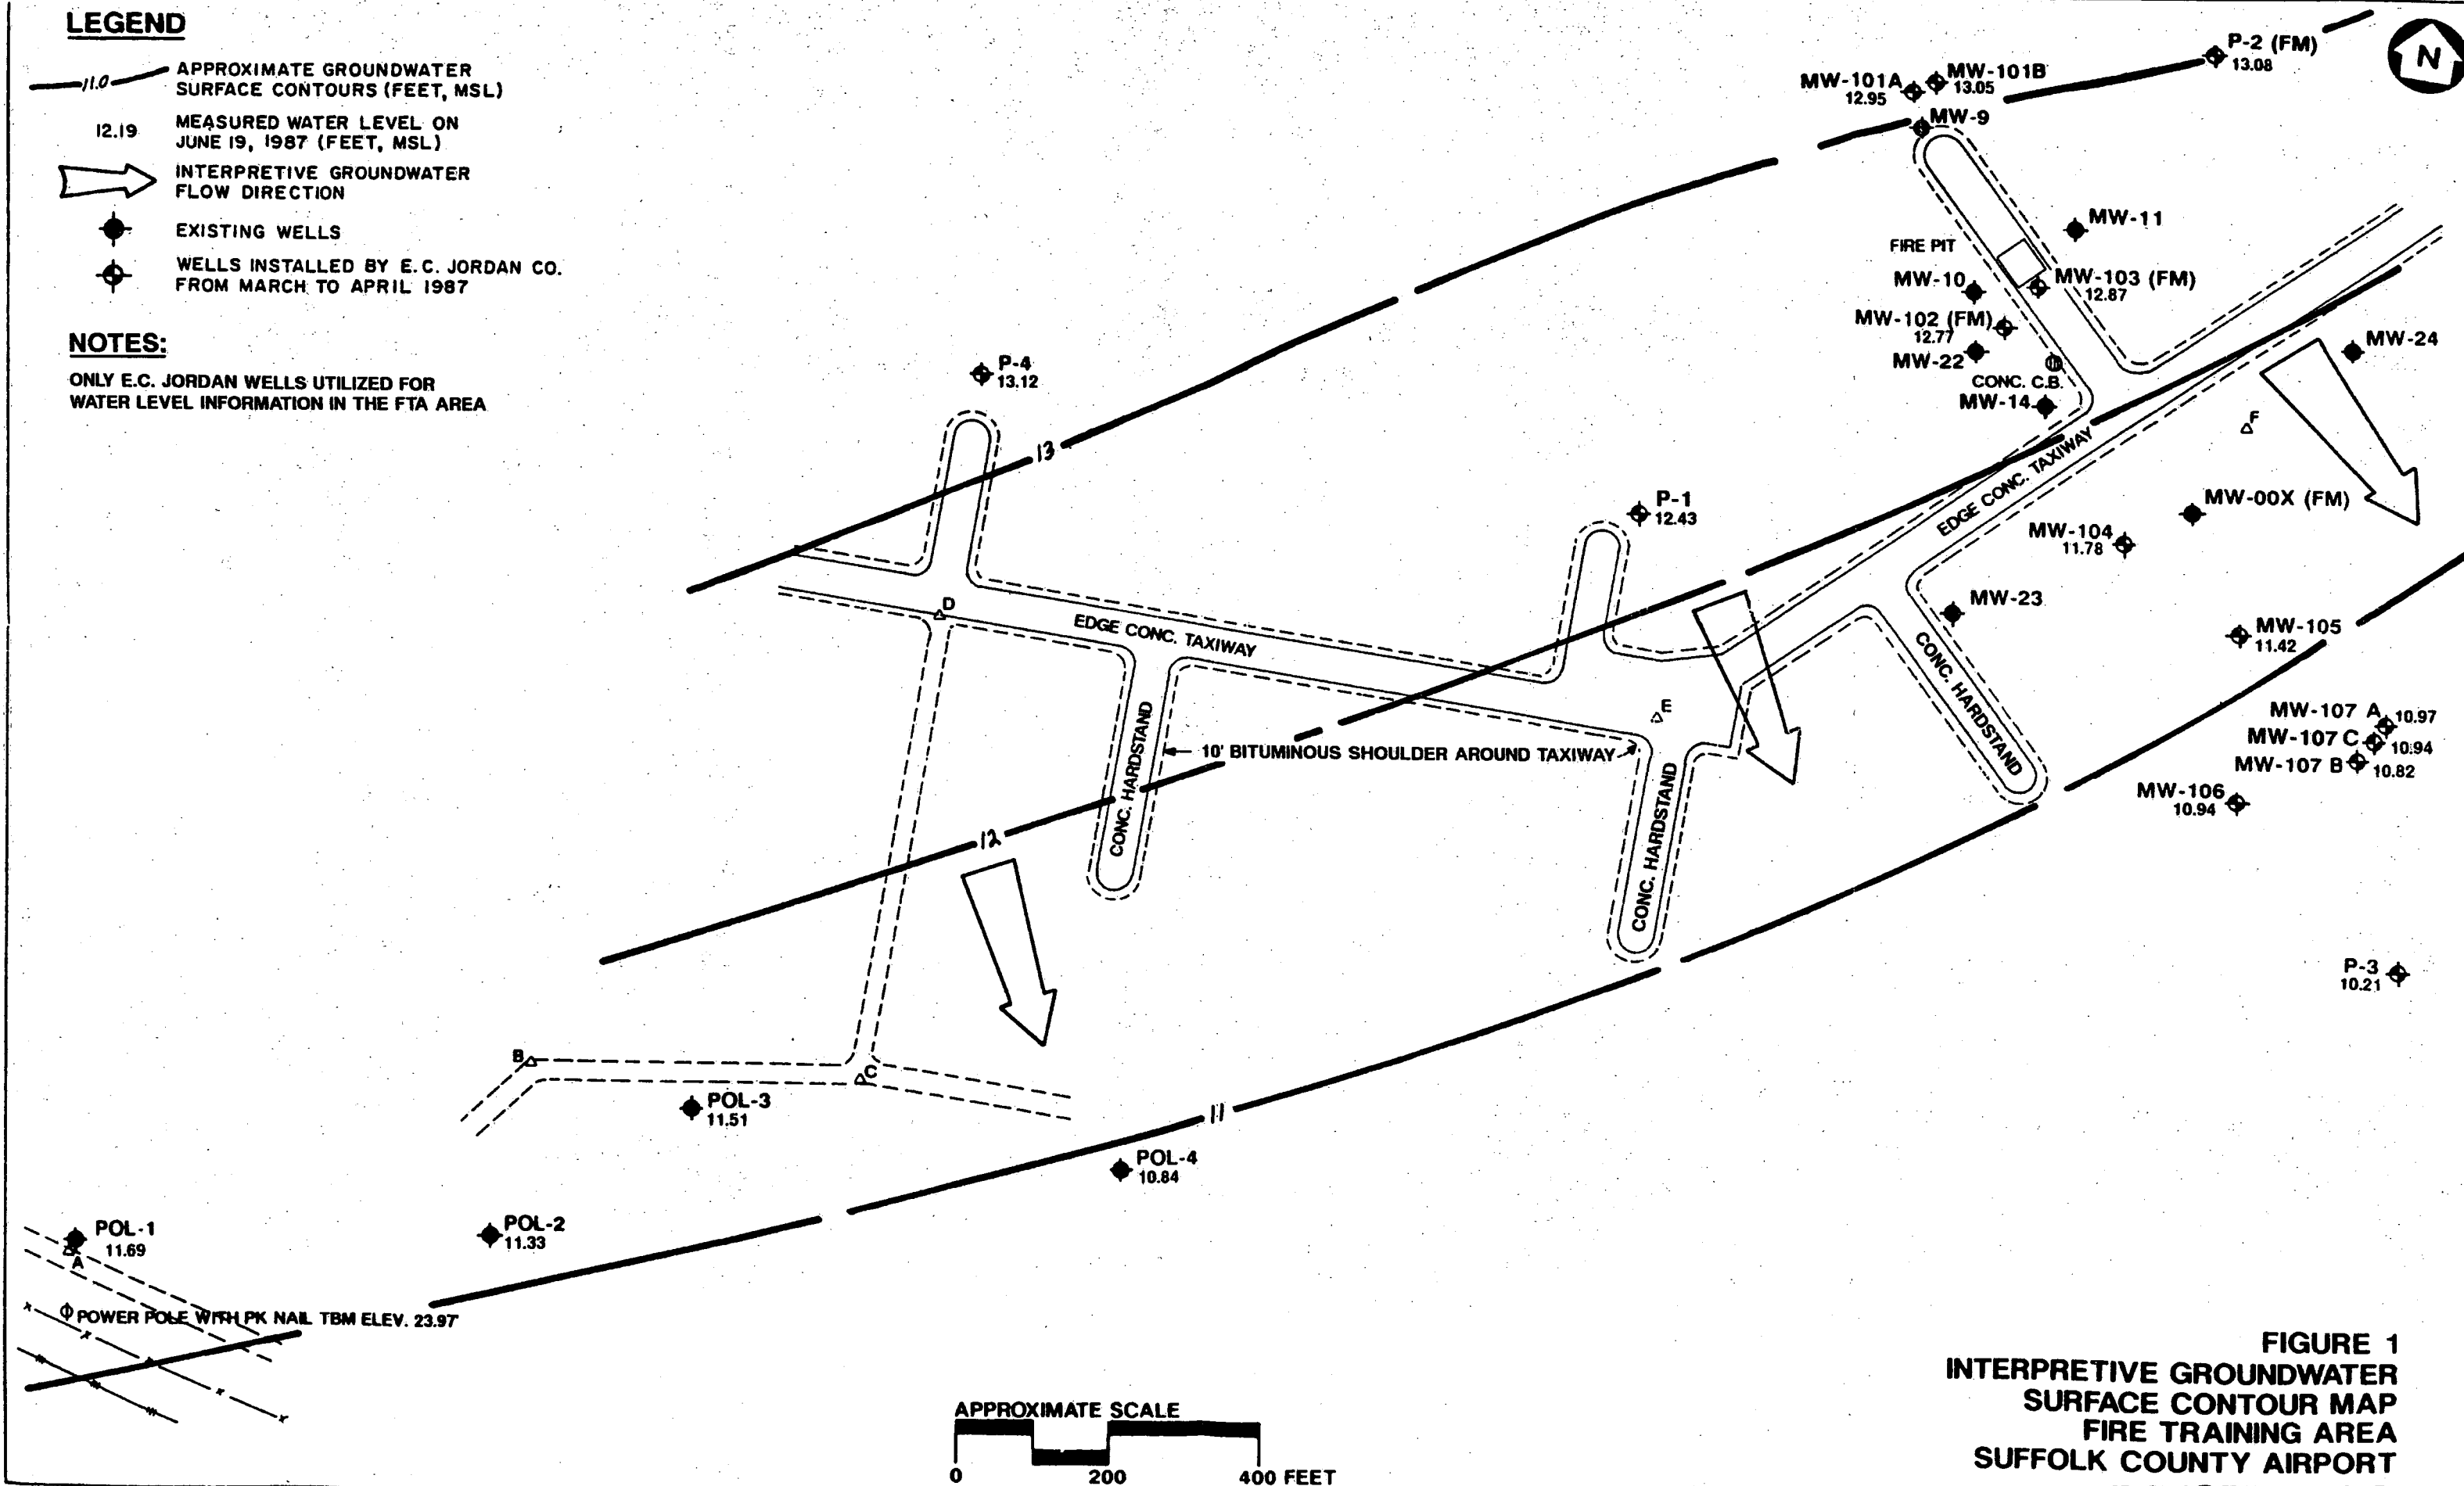 LEGEND
11.0
APPROXIMATE GROUNDWATER
SURFACE CONTOURS (FEET, MSL)
12.19
MEASURED WATER LEVEL ON
JUNE 19, 1987 (FEET, MSL)
INTERPRETIVE GROUNDWATER
FLOW DIRECTION
EXISTING WELLS
WELLS INSTALLED BY E.C. JORDAN CO.
FROM MARCH TO APRIL 1987
NOTES:
ONLY E.C. JORDAN WELLS UTILIZED FOR
WATER LEVEL INFORMATION IN THE FTA AREA
N
P-2 (FM)
13.08
MW-101A
12.95
MW-101B
13.05
MW-9
MW-11
FIRE PIT
MW-10
MW-103 (FM)
12.87
MW-102 (FM)
12.77
MW-22
CONC. C.B.
MW-14
MW-24
F
P-4
13.12
13
P-1
12.43
EDGE CONC. TAXIWAY
MW-00X (FM)
MW-104
11.78
MW-23
CONC. HARDSTAND
MW-105
11.42
D
EDGE CONC. TAXIWAY
E
10' BITUMINOUS SHOULDER AROUND TAXIWAY
CONC. HARDSTAND
CONC. HARDSTAND
MW-107 A
10.97
MW-107 C
10.94
MW-107 B
10.82
MW-106
10.94
12
P-3
10.21
B
C
POL-3
11.51
11
POL-4
10.84
POL-1
11.69
A
POL-2
11.33
POWER POLE WITH PK NAIL TBM ELEV. 23.97'
APPROXIMATE SCALE
0 200 400 FEET
FIGURE 1
INTERPRETIVE GROUNDWATER
SURFACE CONTOUR MAP
FIRE TRAINING AREA
SUFFOLK COUNTY AIRPORT